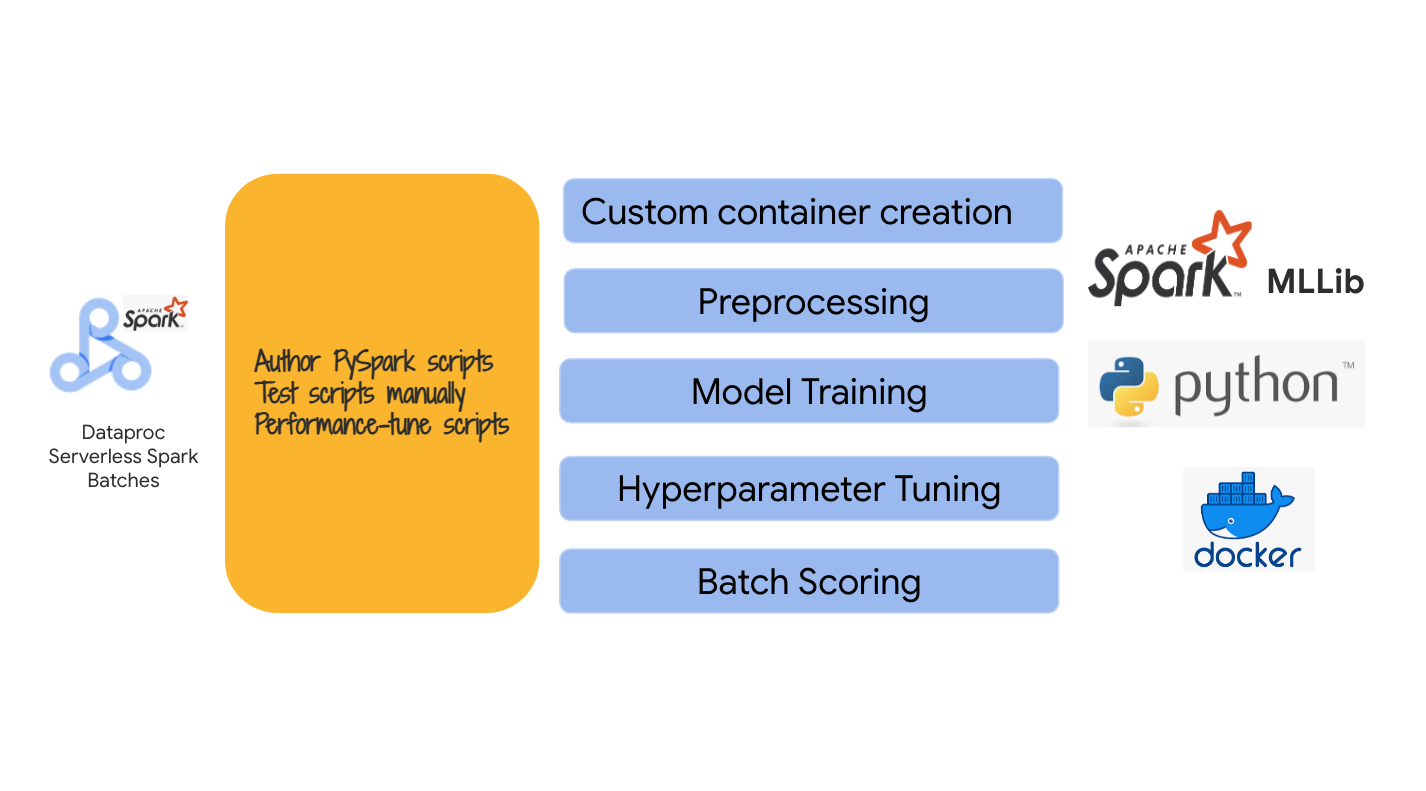 APACHE
Spark
Dataproc
Serverless Spark
Batches
Author PySpark scripts
Test scripts manually
Performance-tune scripts
Custom container creation
Preprocessing
Model Training
Hyperparameter Tuning
Batch Scoring
APACHE
Spark™ MLLib
python™
docker